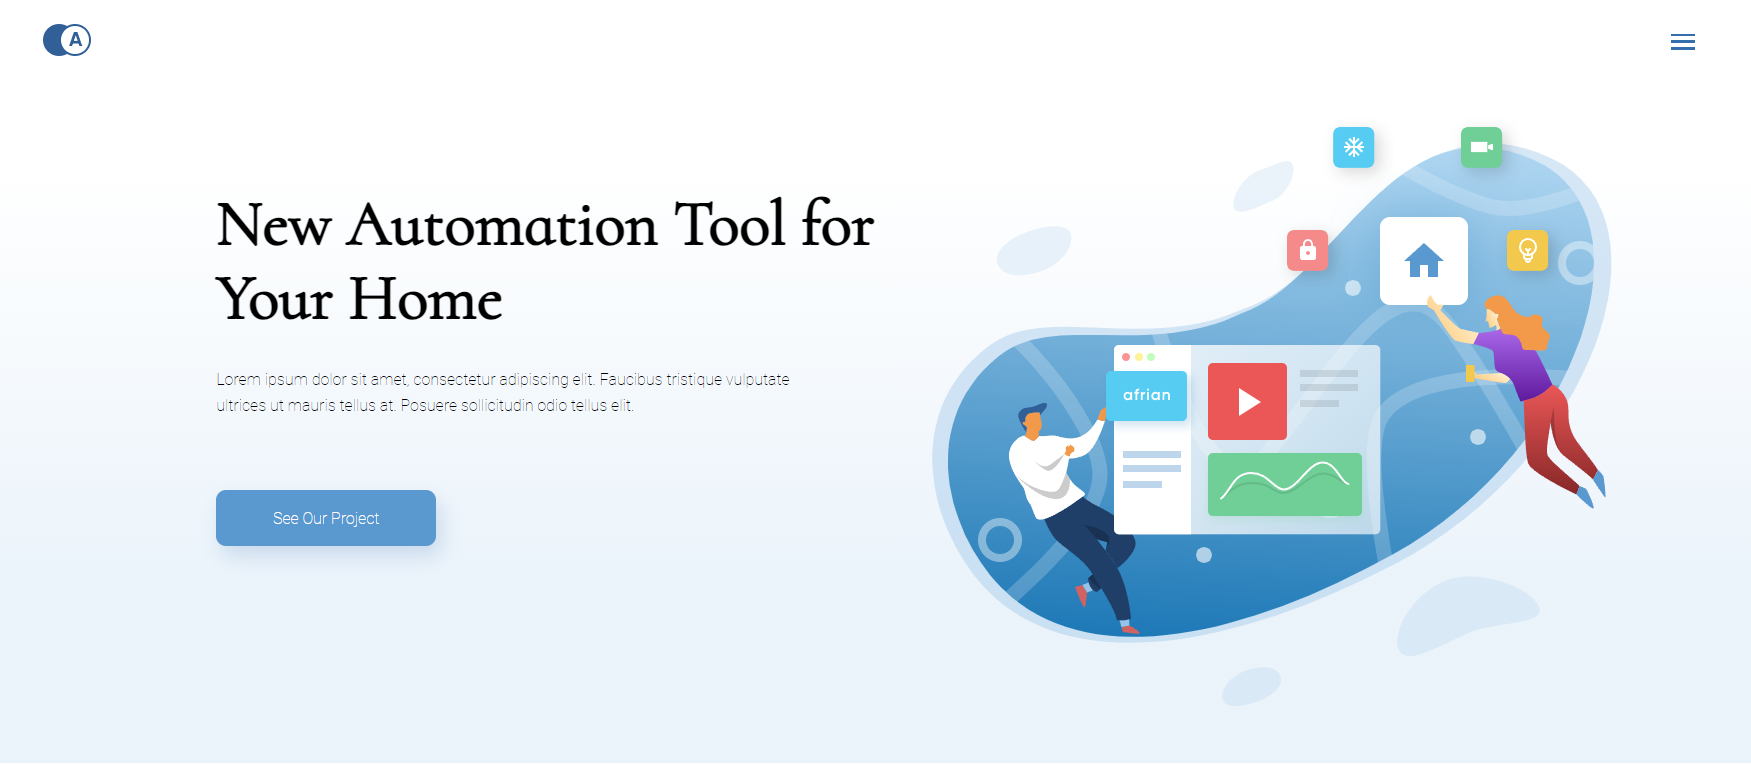 A
New Automation Tool for
Your Home
Lorem ipsum dolor sit amet, consectetur adipiscing elit. Faucibus tristique vulputate
ultrices ut mauris tellus at. Posuere sollicitudin odio tellus elit.
See Our Project
afrian